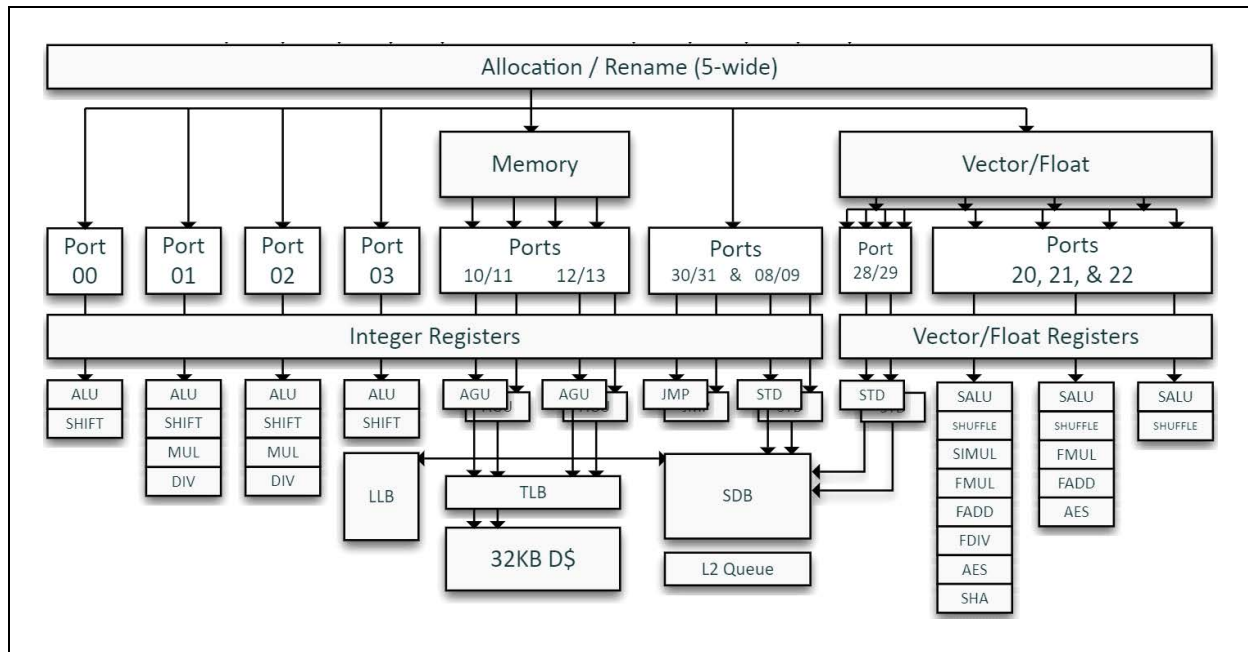 Allocation / Rename (5-wide)
Memory
Vector/Float
Port
00
Port
01
Port
02
Port
03
Ports
10/11 12/13
Ports
30/31 & 08/09
Port
28/29
Ports
20, 21, & 22
Integer Registers
Vector/Float Registers
ALU
SHIFT
ALU
SHIFT
MUL
DIV
ALU
SHIFT
MUL
DIV
ALU
SHIFT
AGU
AGU
JMP
STD
STD
SALU
SHUFFLE
SIMUL
FMUL
FADD
FDIV
AES
SHA
SALU
SHUFFLE
FMUL
FADD
AES
SALU
SHUFFLE
LLB
TLB
SDB
32KB D$
L2 Queue